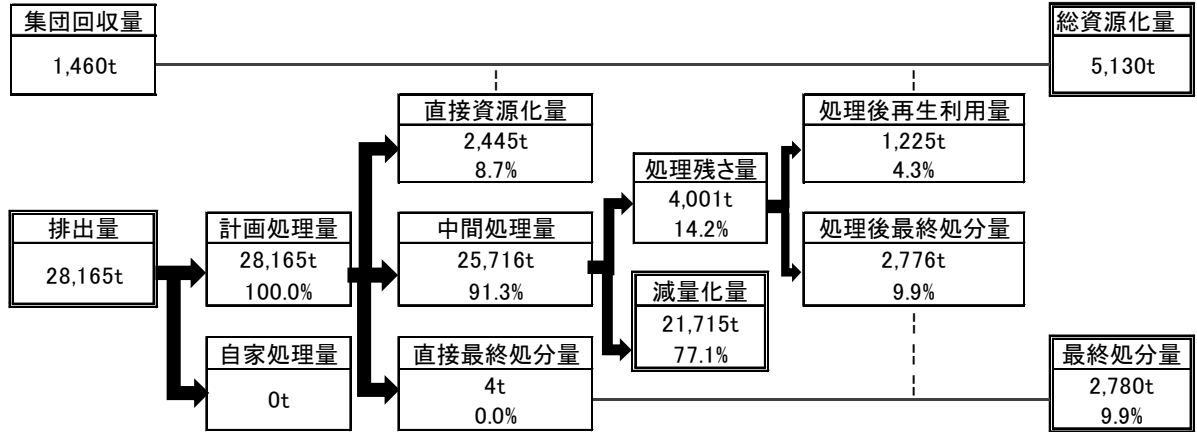 集団回収量
1,460t
総資源化量
5,130t
直接資源化量
2,445t
8.7%
処理後再生利用量
1,225t
4.3%
処理残さ量
4,001t
14.2%
排出量
28,165t
計画処理量
28,165t
100.0%
中間処理量
25,716t
91.3%
処理後最終処分量
2,776t
9.9%
減量化量
21,715t
77.1%
自家処理量
0t
直接最終処分量
4t
0.0%
最終処分量
2,780t
9.9%